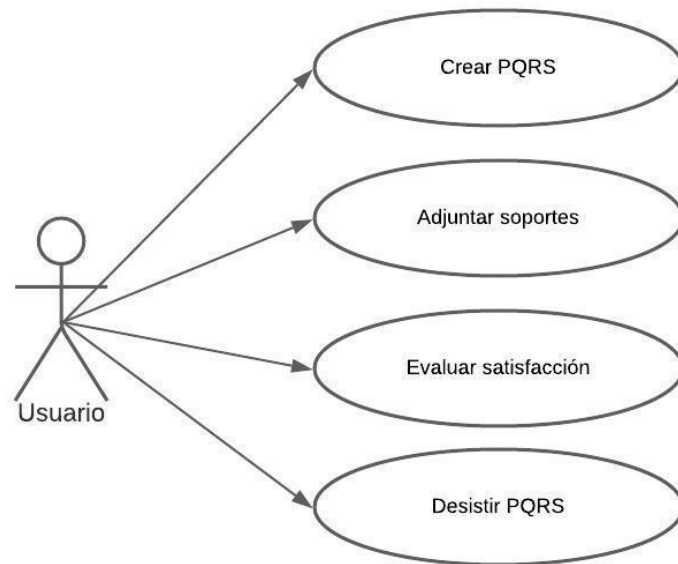 Crear PQRS
Adjuntar soportes
Evaluar satisfacción
Usuario
Desistir PQRS